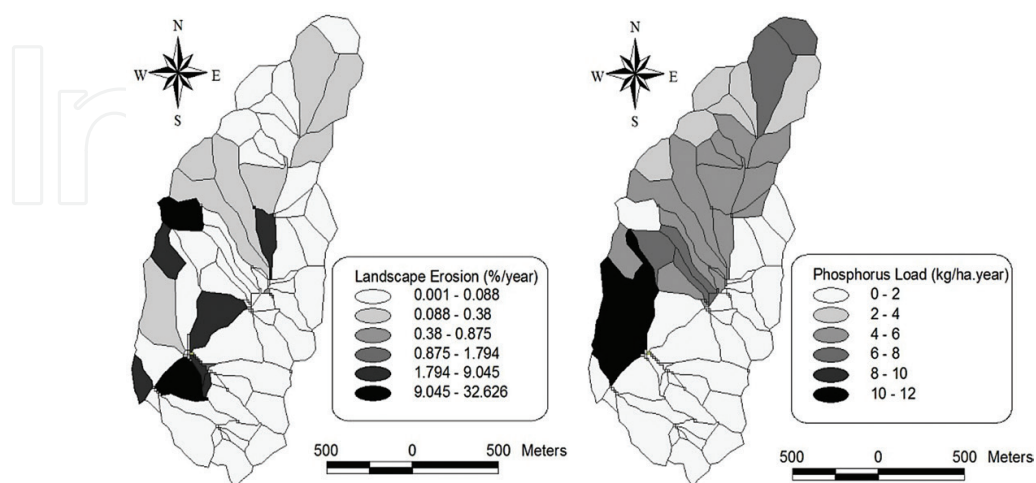 Ir
N
W E
S
Landscape Erosion (%/year)
0.001 - 0.088
0.088 - 0.38
0.38 - 0.875
0.875 - 1.794
1.794 - 9.045
9.045 - 32.626
500 0 500 Meters
N
W E
S
Phosphorus Load (kg/ha.year)
0 - 2
2 - 4
4 - 6
6 - 8
8 - 10
10 - 12
500 0 500 Meters